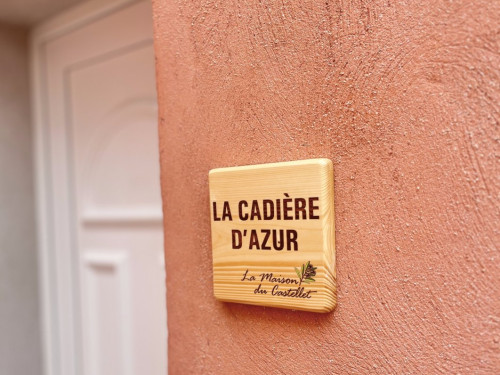 LA CADIÈRE
D'AZUR
La Maison
du Castellet